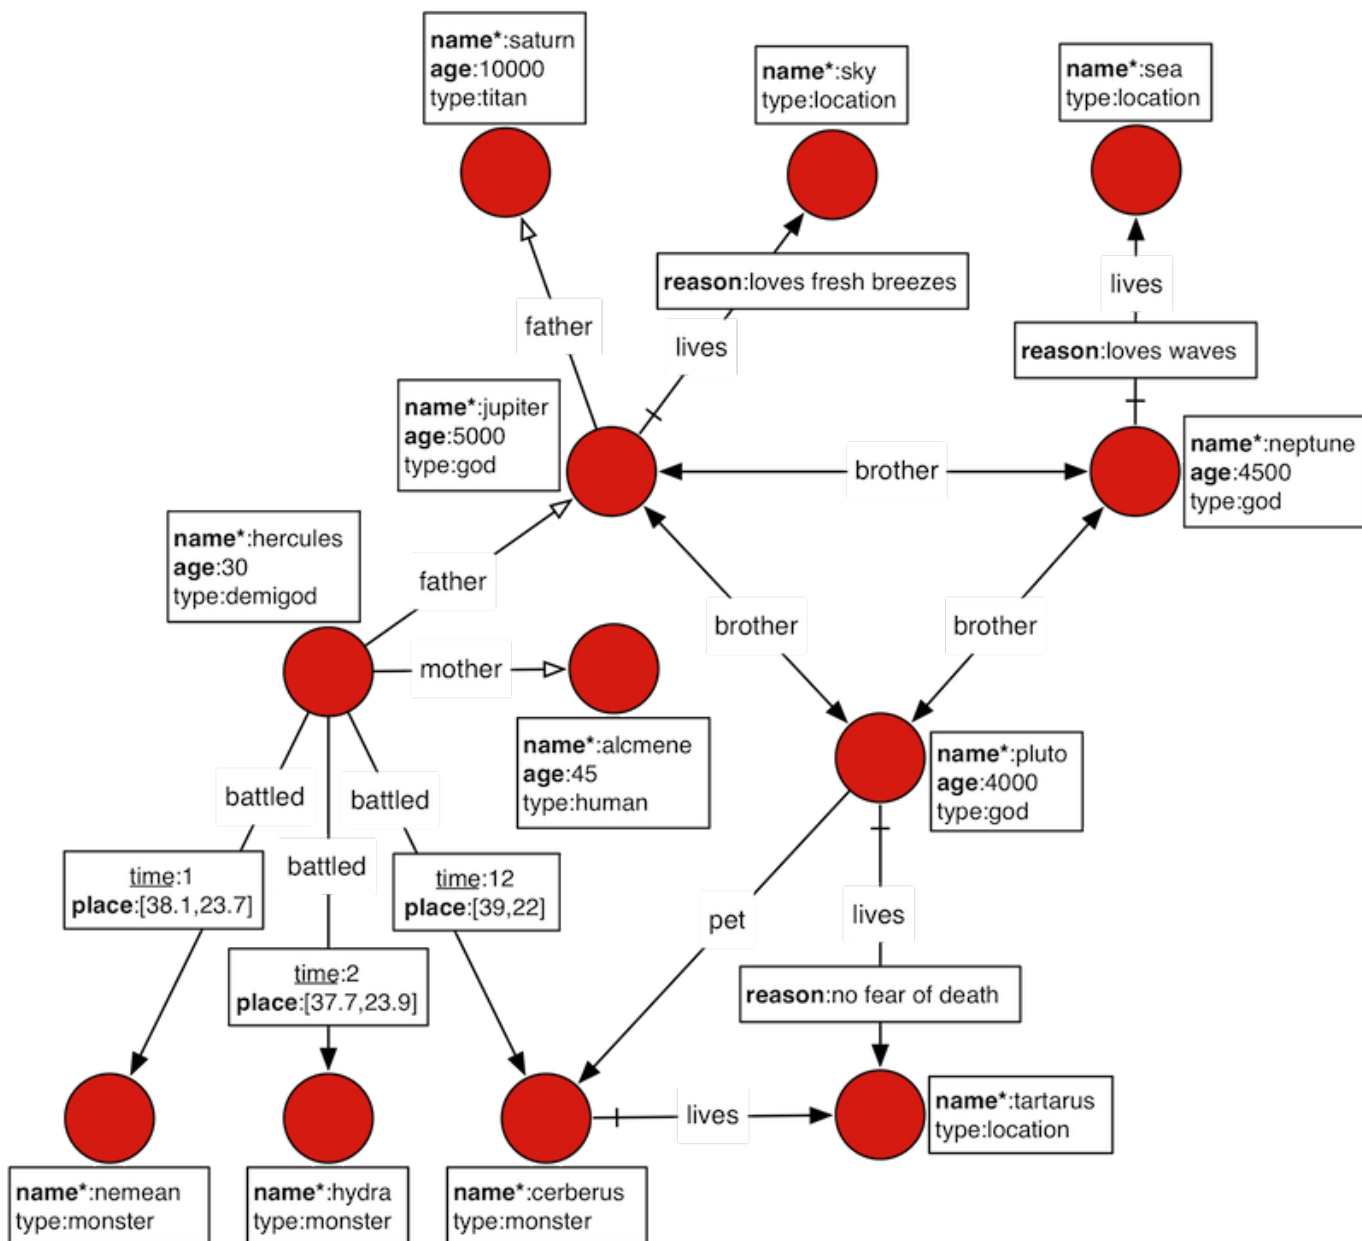 name*:saturn
age:10000
type:titan
name*:sky
type:location
name*:sea
type:location
father
reason:loves fresh breezes
lives
lives
reason:loves waves
name*:jupiter
age:5000
type:god
brother
name*:neptune
age:4500
type:god
name*:hercules
age:30
type:demigod
father
brother
brother
mother
name*:alcmene
age:45
type:human
name*:pluto
age:4000
type:god
battled
battled
battled
time:1
place:[38.1,23.7]
time:12
place:[39,22]
pet
lives
time:2
place:[37.7,23.9]
reason:no fear of death
lives
name*:tartarus
type:location
name*:nemean
type:monster
name*:hydra
type:monster
name*:cerberus
type:monster